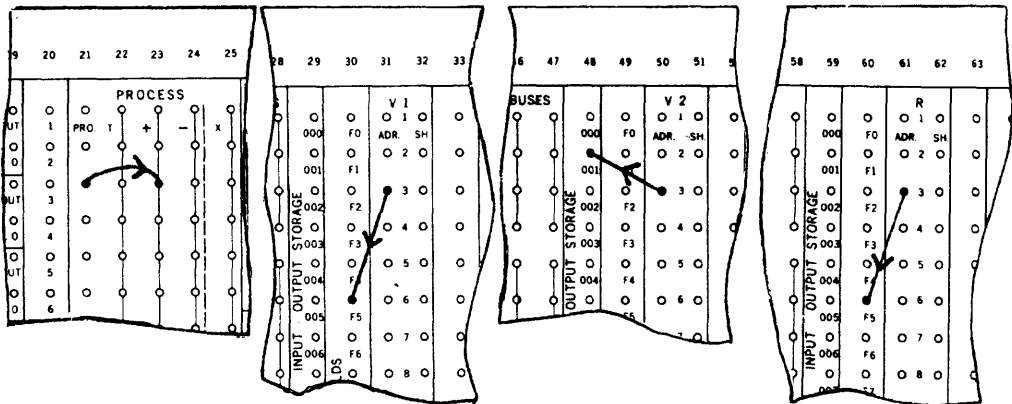 20 21 22 23 24 25
PROCESS
UT 1 PRO. T + - X
0 2
UT 3
0 4
UT 5
0 6
28 29 30 31 32 33
V 1
1
000 F0 ADR. SH
2
001 F1
3
002 F2
4
003 F3
5
6
005 F5
7
006 F6
8
INPUT OUTPUT STORAGE
LDS
47 48 49 50 51
BUSES V 2
1
000 F0 ADR. SH.
2
001
3
002 F2
4
003 F3
5
004 F4
6
7
OUTPUT STORAGE
58 59 60 61 62 63
R
1
000 F0 ADR. SH
2
001 F1
3
002 F2
4
003 F3
5
004
6
005 F5
7
006 F6
8
INPUT OUTPUT STORAGE